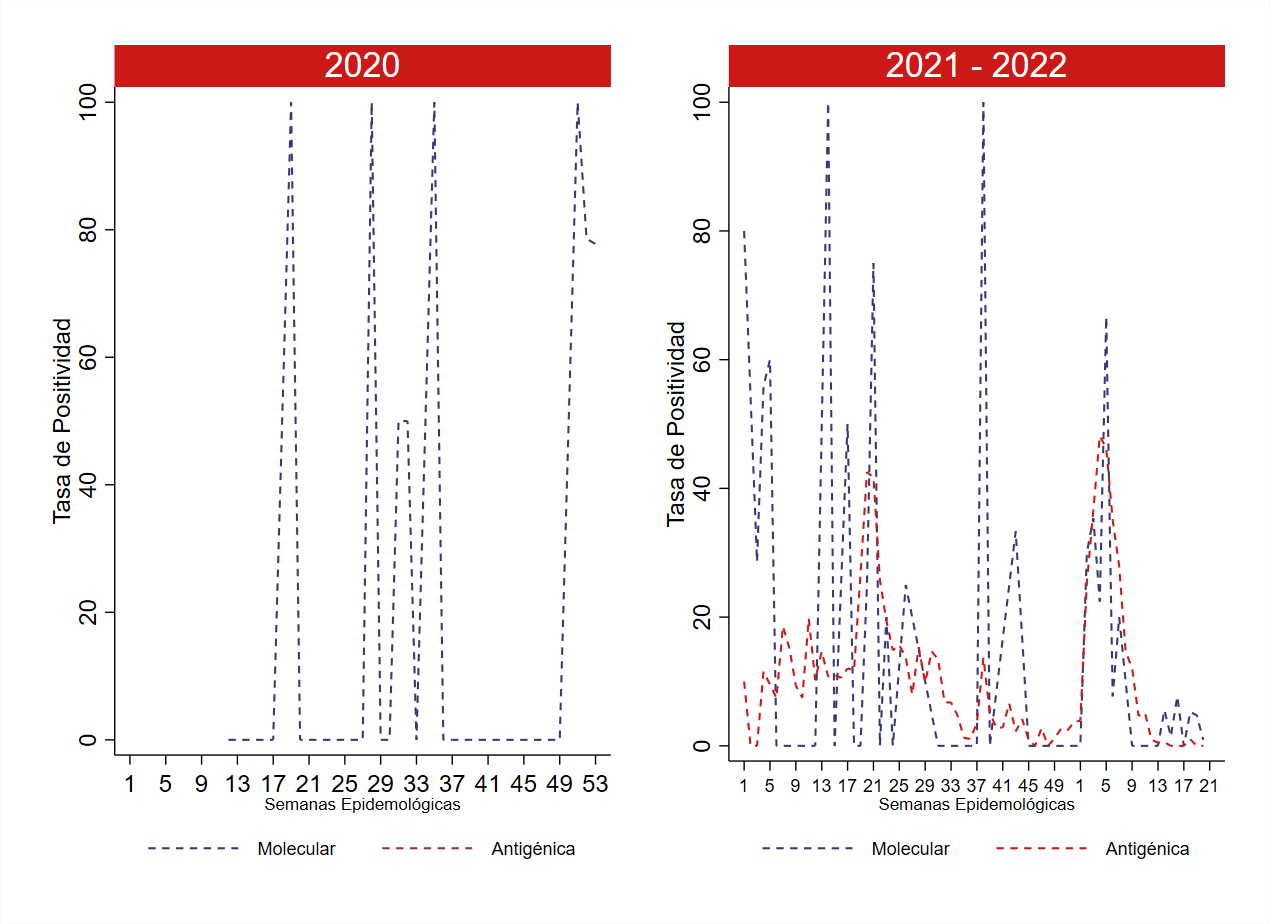 2020
Tasa de Positividad
100
80
60
40
20
0
1 5 9 13 17 21 25 29 33 37 41 45 49 53
Semanas Epidemológicas
Molecular Antigénica
2021 - 2022
Tasa de Positividad
100
80
60
40
20
0
1 5 9 13 17 21 25 29 33 37 41 45 49 1 5 9 13 17 21
Semanas Epidemológicas
Molecular Antigénica